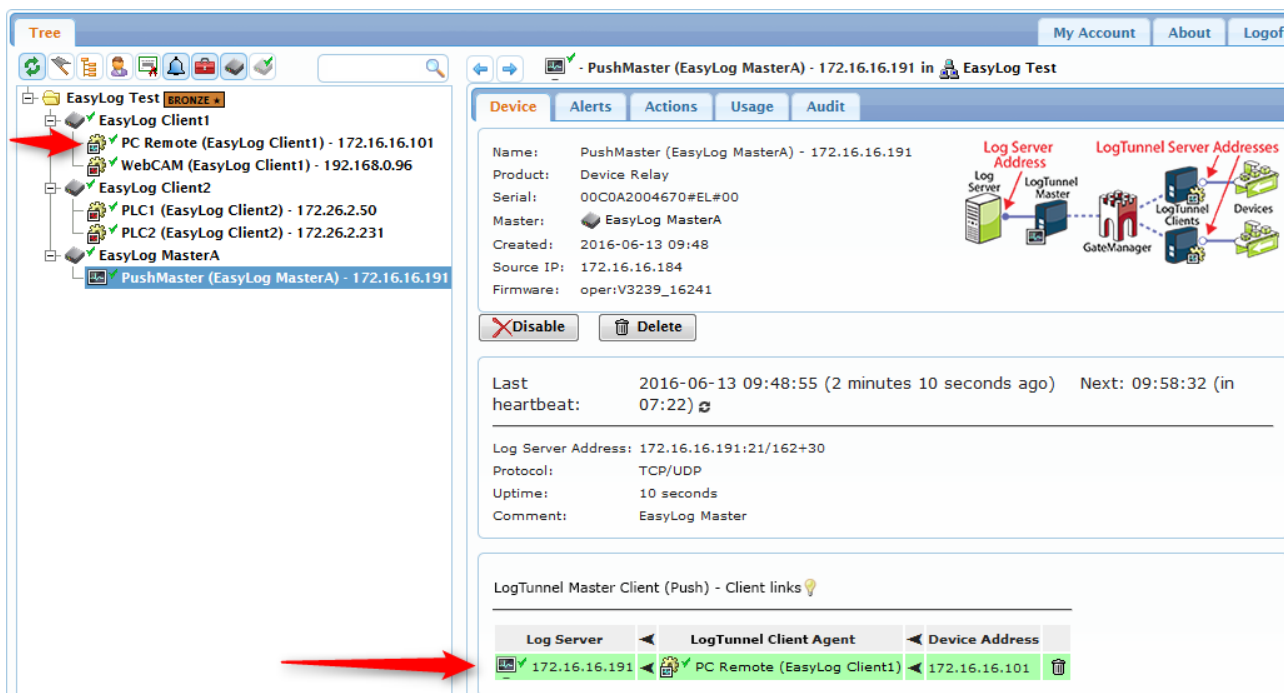 Tree
My Account
About
Logof
EasyLog Test BRONZE ★
EasyLog Client1
PC Remote (EasyLog Client1) - 172.16.16.101
WebCAM (EasyLog Client1) - 192.168.0.96
EasyLog Client2
PLC1 (EasyLog Client2) - 172.26.2.50
PLC2 (EasyLog Client2) - 172.26.2.231
EasyLog MasterA
PushMaster (EasyLog MasterA) - 172.16.16.191
- PushMaster (EasyLog MasterA) - 172.16.16.191 in EasyLog Test
Device
Alerts
Actions
Usage
Audit
Name: PushMaster (EasyLog MasterA) - 172.16.16.191
Product: Device Relay
Serial: 00C0A2004670#EL#00
Master: EasyLog MasterA
Created: 2016-06-13 09:48
Source IP: 172.16.16.184
Firmware: oper:V3239_16241
Log Server
Address
LogTunnel Server Addresses
Log
Server
LogTunnel
Master
GateManager
LogTunnel
Clients
Devices
Disable
Delete
Last
heartbeat:
2016-06-13 09:48:55 (2 minutes 10 seconds ago) Next: 09:58:32 (in
07:22)
Log Server Address: 172.16.16.191:21/162+30
Protocol: TCP/UDP
Uptime: 10 seconds
Comment: EasyLog Master
LogTunnel Master Client (Push) - Client links
Log Server LogTunnel Client Agent Device Address
172.16.16.191 PC Remote (EasyLog Client1) 172.16.16.101